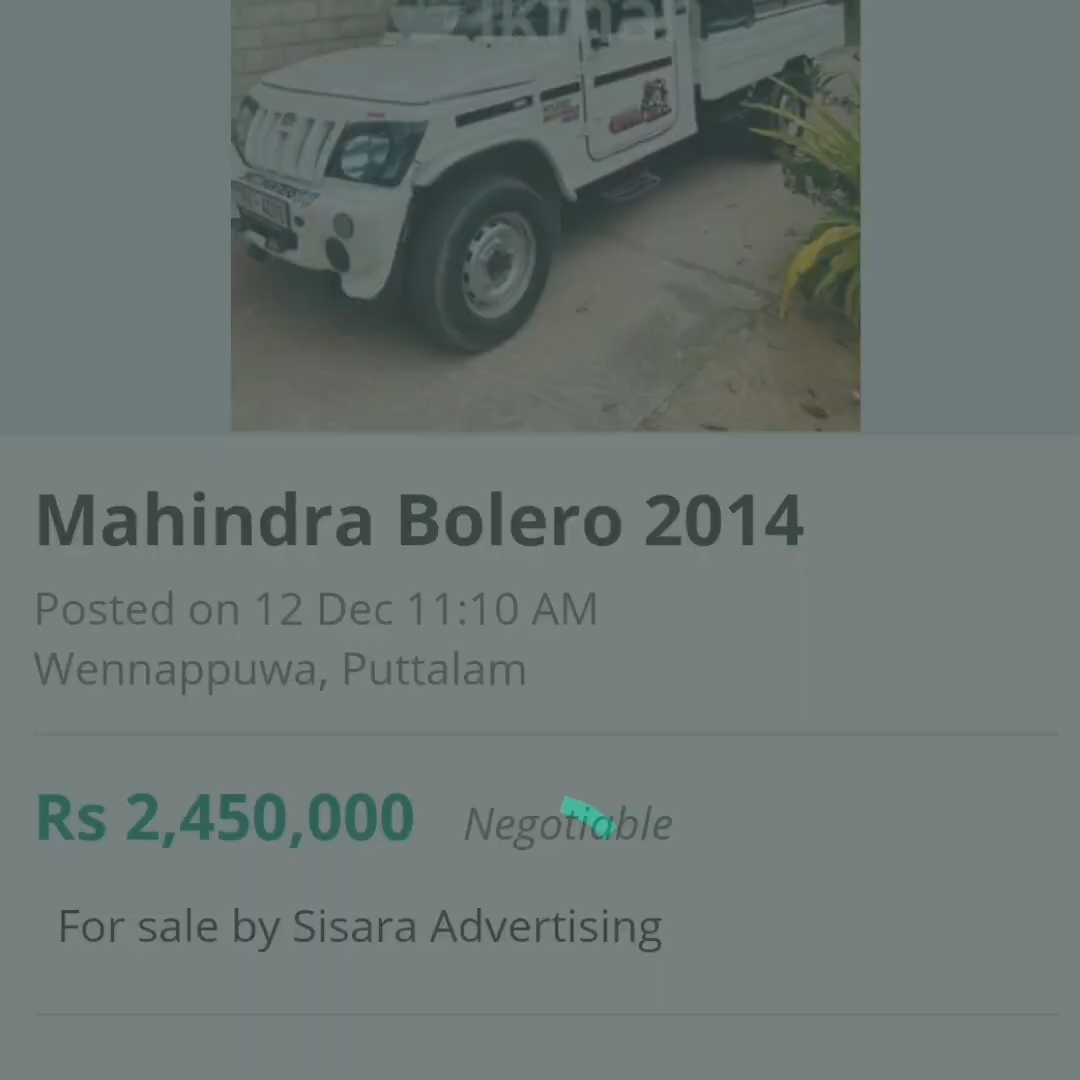 Mahindra Bolero 2014
Posted on 12 Dec 11:10 AM
Wennappuwa, Puttalam
Rs 2,450,000 Negotiable
For sale by Sisara Advertising